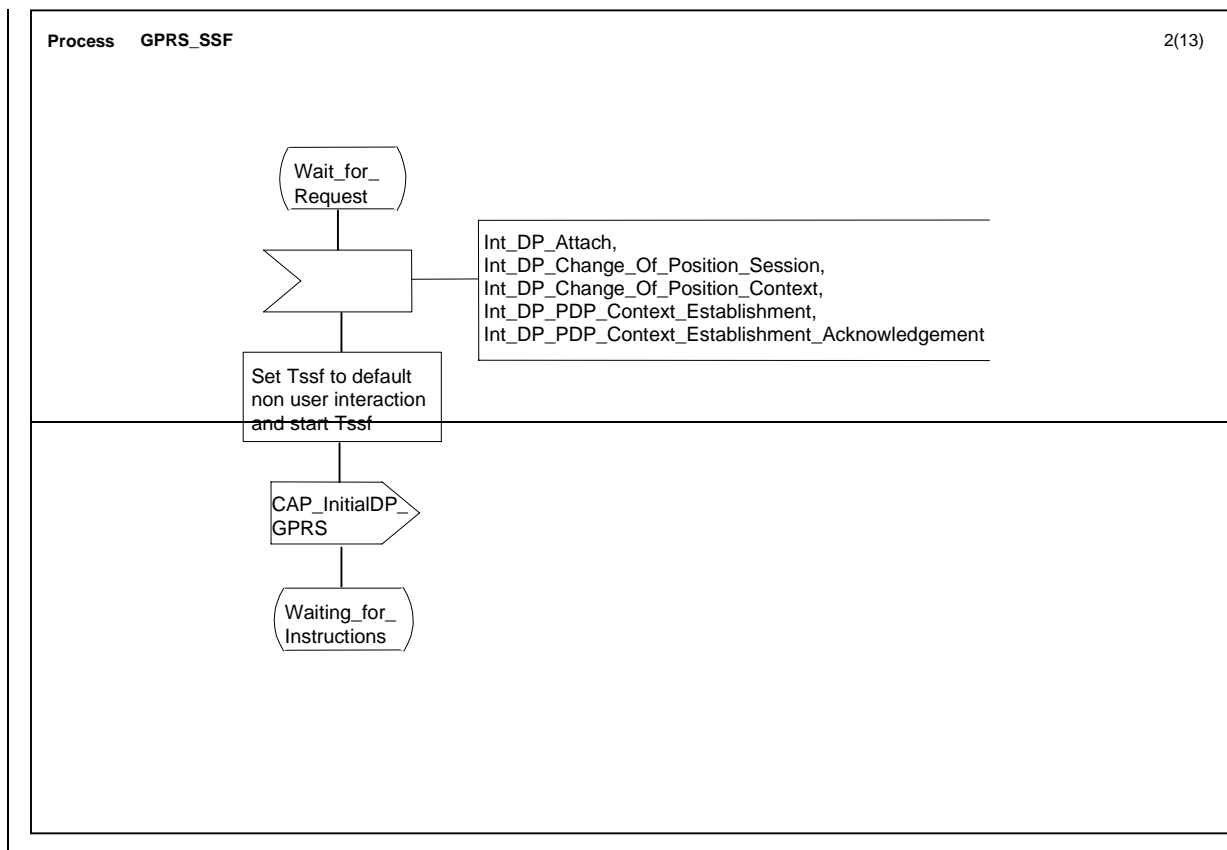 Process GPRS_SSF 2(13)
Wait_for_
Request
Int_DP_Attach,
Int_DP_Change_Of_Position_Session,
Int_DP_Change_Of_Position_Context,
Int_DP_PDP_Context_Establishment,
Int_DP_PDP_Context_Establishment_Acknowledgement
Set Tssf to default
non user interaction
and start Tssf
CAP_InitialDP_
GPRS
Waiting_for_
Instructions